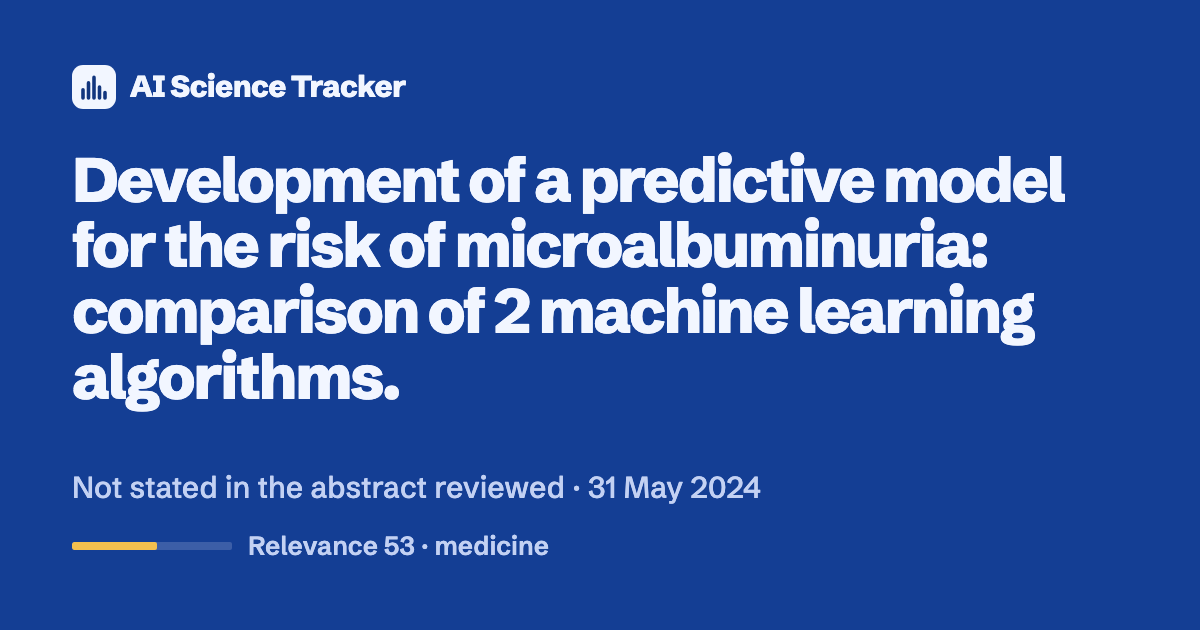 AI Science Tracker
Development of a predictive model
for the risk of microalbuminuria:
comparison of 2 machine learning
algorithms.
Not stated in the abstract reviewed · 31 May 2024
Relevance 53 · medicine